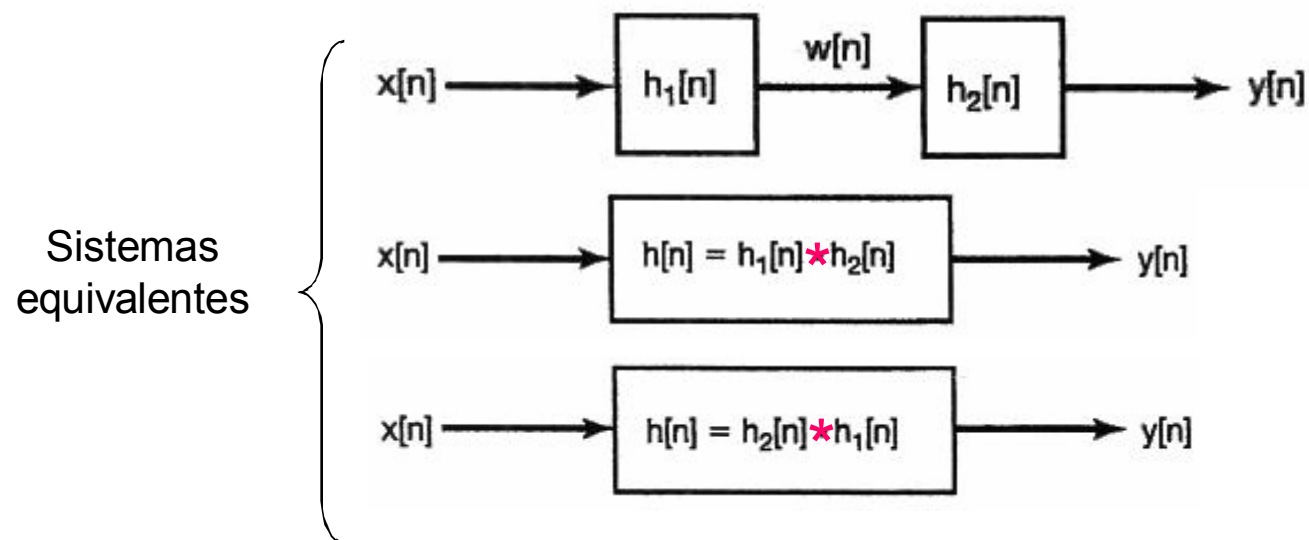 Sistemas
equivalentes
x[n] h₁[n] w[n] h₂[n] y[n]
x[n] h[n] = h₁[n]*h₂[n] y[n]
x[n] h[n] = h₂[n]*h₁[n] y[n]